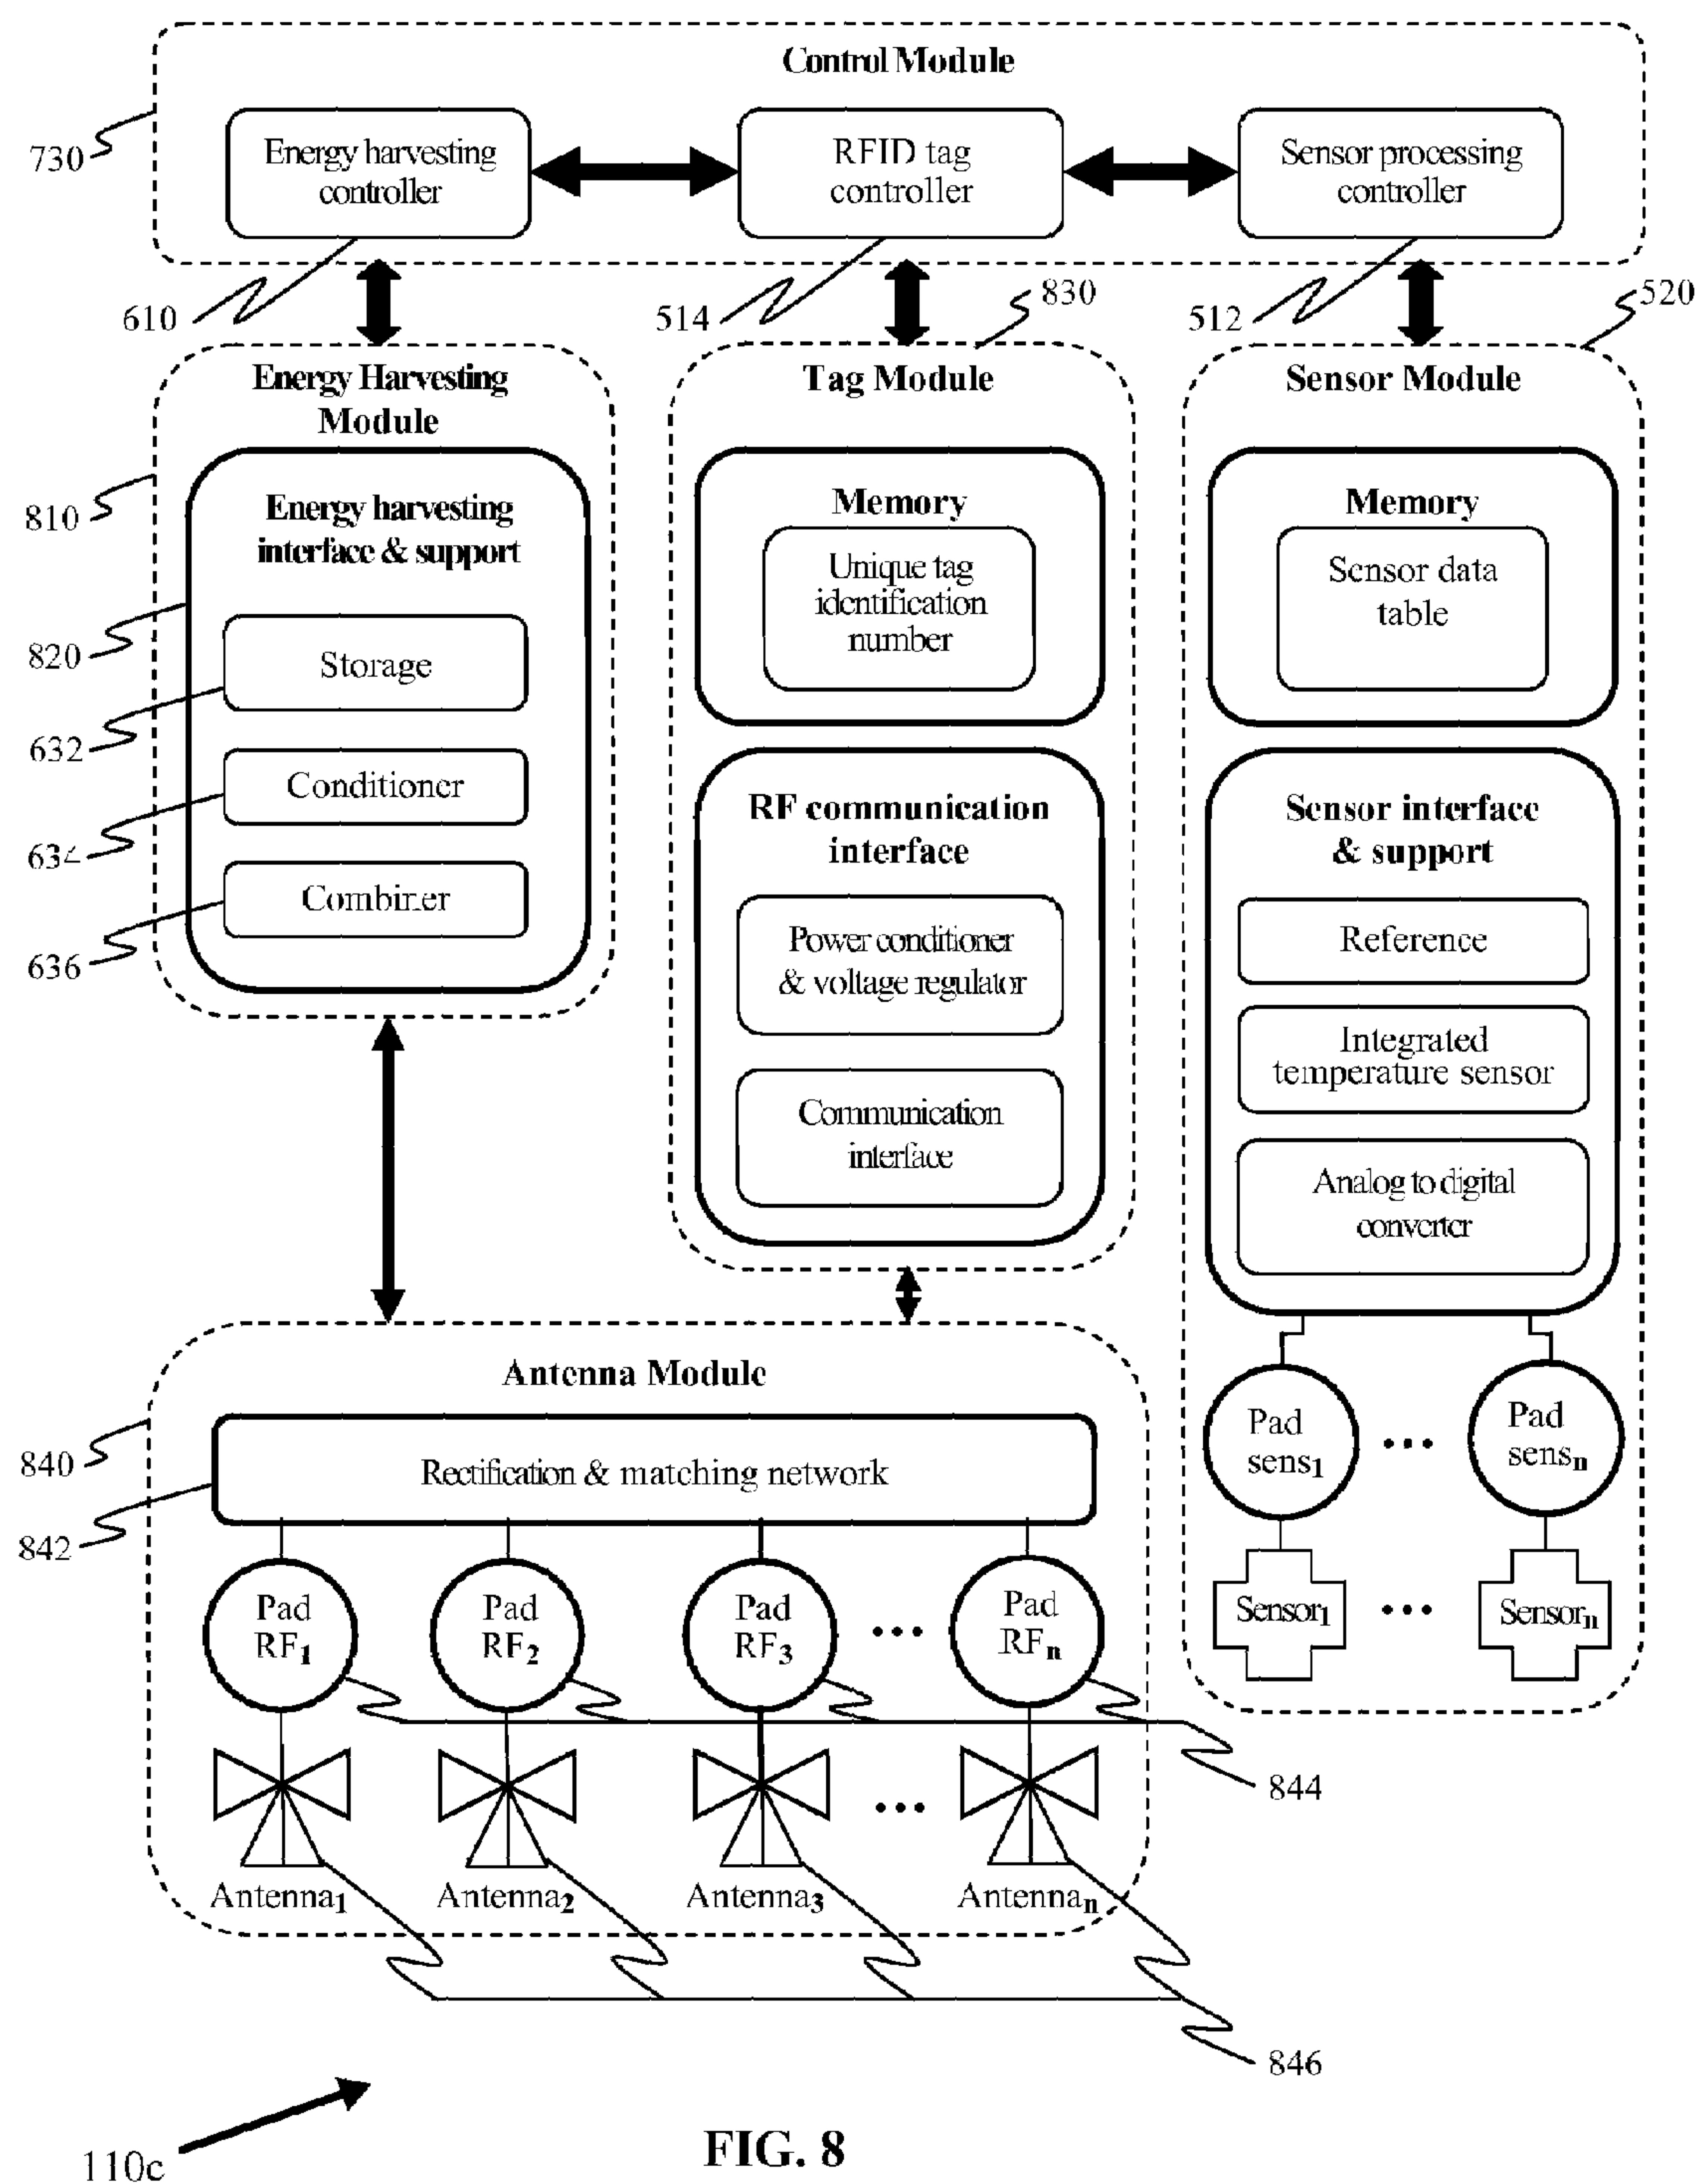 Control Module
Energy harvesting
controller
RFID tag
controller
Sensor processing
controller
730
610
514
830
512
520
Energy Harvesting
Module
Energy harvesting
interface & support
Storage
Conditioner
Combiner
810
820
632
634
636
Tag Module
Memory
Unique tag
identification
number
RF communication
interface
Power conditioner
& voltage regulator
Communication
interface
Sensor Module
Memory
Sensor data
table
Sensor interface
& support
Reference
Integrated
temperature sensor
Analog to digital
converter
Pad
sens1
...
Pad
sensn
Sensor1
...
Sensorn
Antenna Module
Rectification & matching network
840
842
Pad
RF1
Pad
RF2
Pad
RF3
...
Pad
RFn
844
...
Antenna1
Antenna2
Antenna3
Antennan
846
110c
FIG. 8